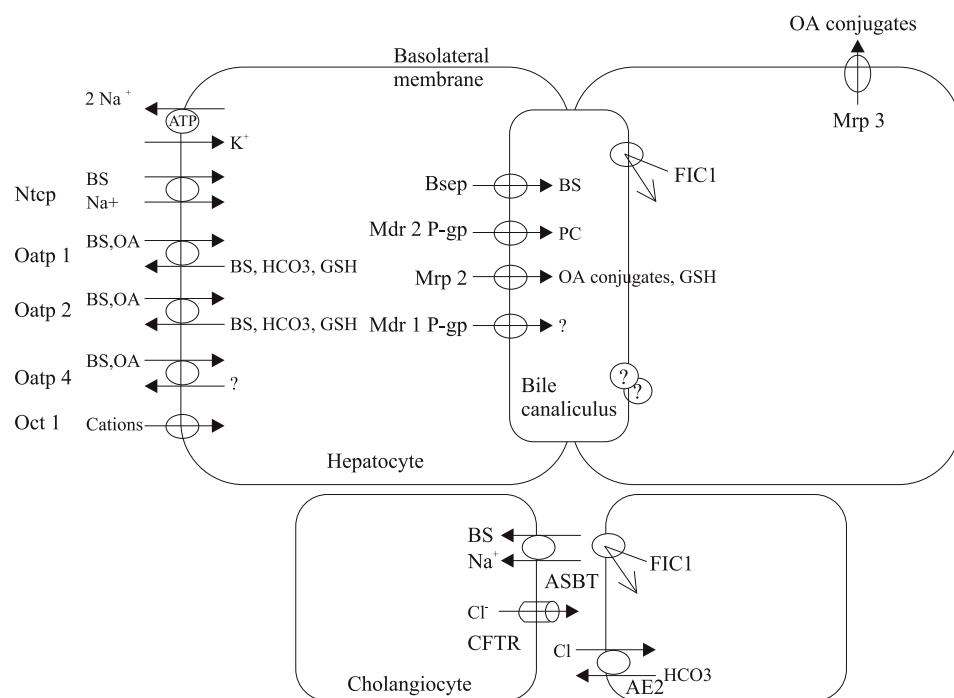 OA conjugates
Basolateral
membrane
Mrp 3
2 Na +
ATP
K+
Ntcp
BS
Na+
Bsep
BS
FIC1
Mdr 2 P-gp
PC
Oatp 1
BS,OA
BS, HCO3, GSH
Mrp 2
OA conjugates, GSH
Oatp 2
BS,OA
BS, HCO3, GSH
Mdr 1 P-gp
?
Oatp 4
BS,OA
?
Bile
canaliculus
?
?
Oct 1
Cations
Hepatocyte
BS
Na+
ASBT
FIC1
Cl-
CFTR
Cl
HCO3
AE2
Cholangiocyte